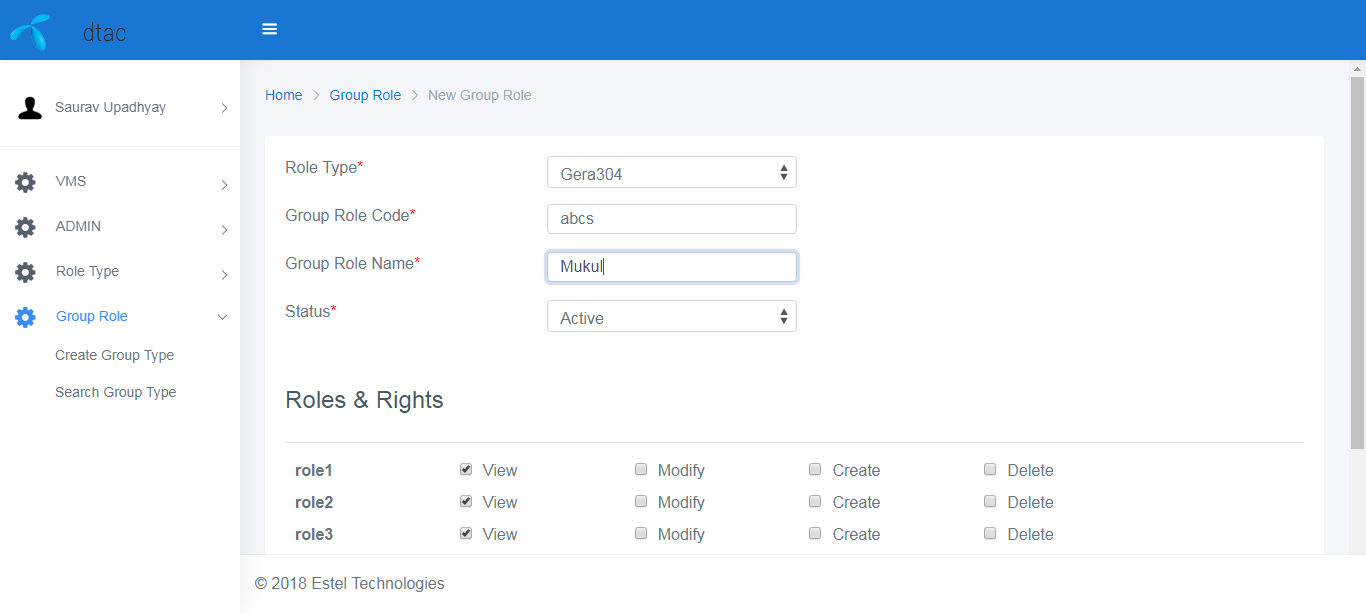 dtac
Saurav Upadhyay
VMS
ADMIN
Role Type
Group Role
Create Group Type
Search Group Type
Home > Group Role > New Group Role
Role Type* Gera304
Group Role Code* abcs
Group Role Name* Mukul
Status* Active
Roles & Rights
role1 View Modify Create Delete
role2 View Modify Create Delete
role3 View Modify Create Delete
© 2018 Estel Technologies